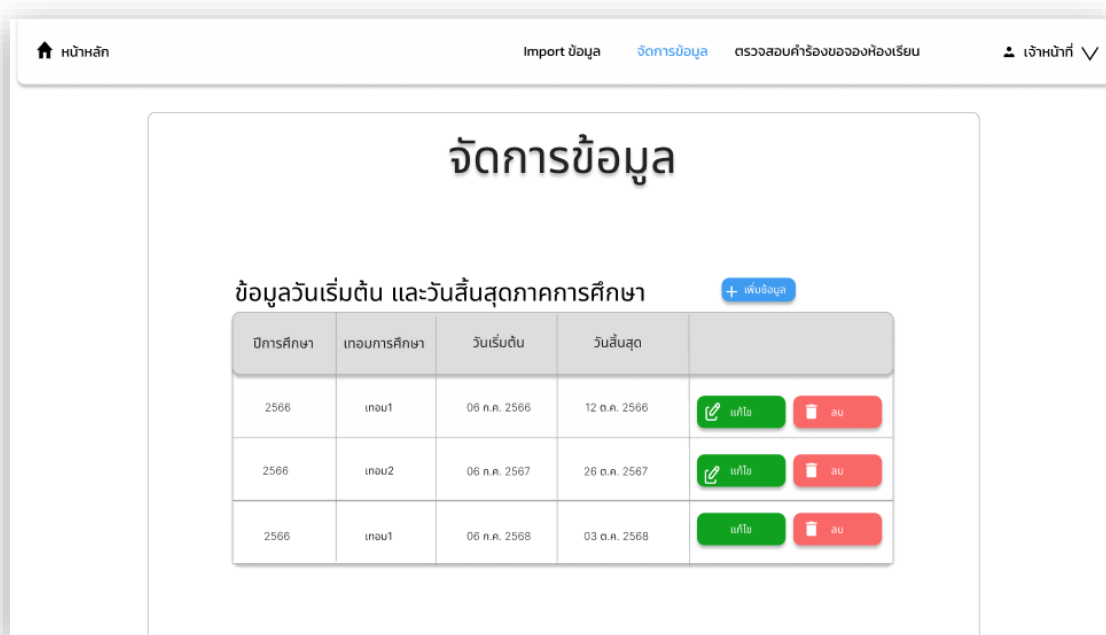 หน้าหลัก Import ข้อมูล จัดการข้อมูล ตรวจสอบคำร้องขอจองห้องเรียน เจ้าหน้าที่
จัดการข้อมูล
ข้อมูลวันเริ่มต้น และวันสิ้นสุดภาคการศึกษา + เพิ่มข้อมูล
ปีการศึกษา เทอมการศึกษา วันเริ่มต้น วันสิ้นสุด
2566 เทอม1 06 ก.ค. 2566 12 ต.ค. 2566 แก้ไข ลบ
2566 เทอม2 06 ก.ค. 2567 26 ต.ค. 2567 แก้ไข ลบ
2566 เทอม1 06 ก.ค. 2568 03 ต.ค. 2568 แก้ไข ลบ